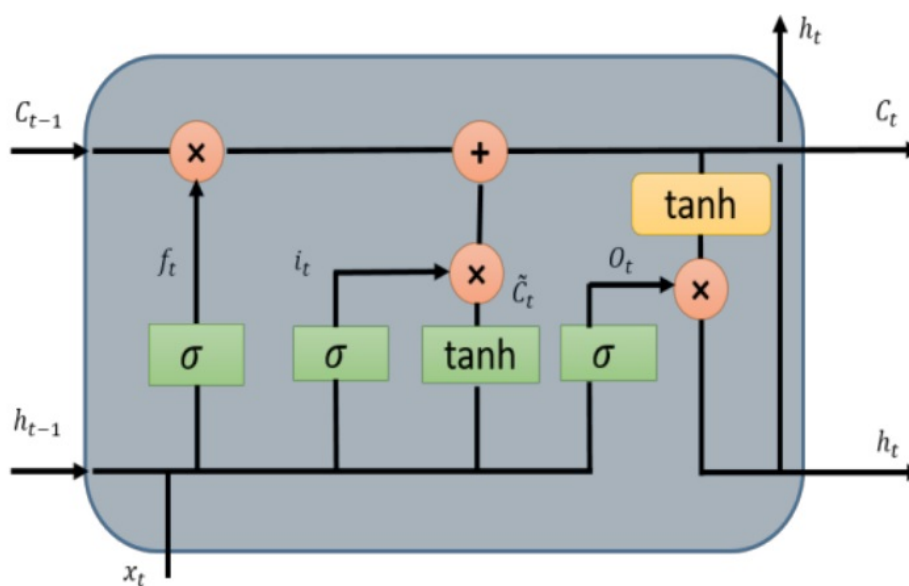 h_t
C_{t-1}
C_t
×
+
tanh
f_t
i_t
O_t
×
C̃_t
×
σ
σ
tanh
σ
h_{t-1}
h_t
x_t